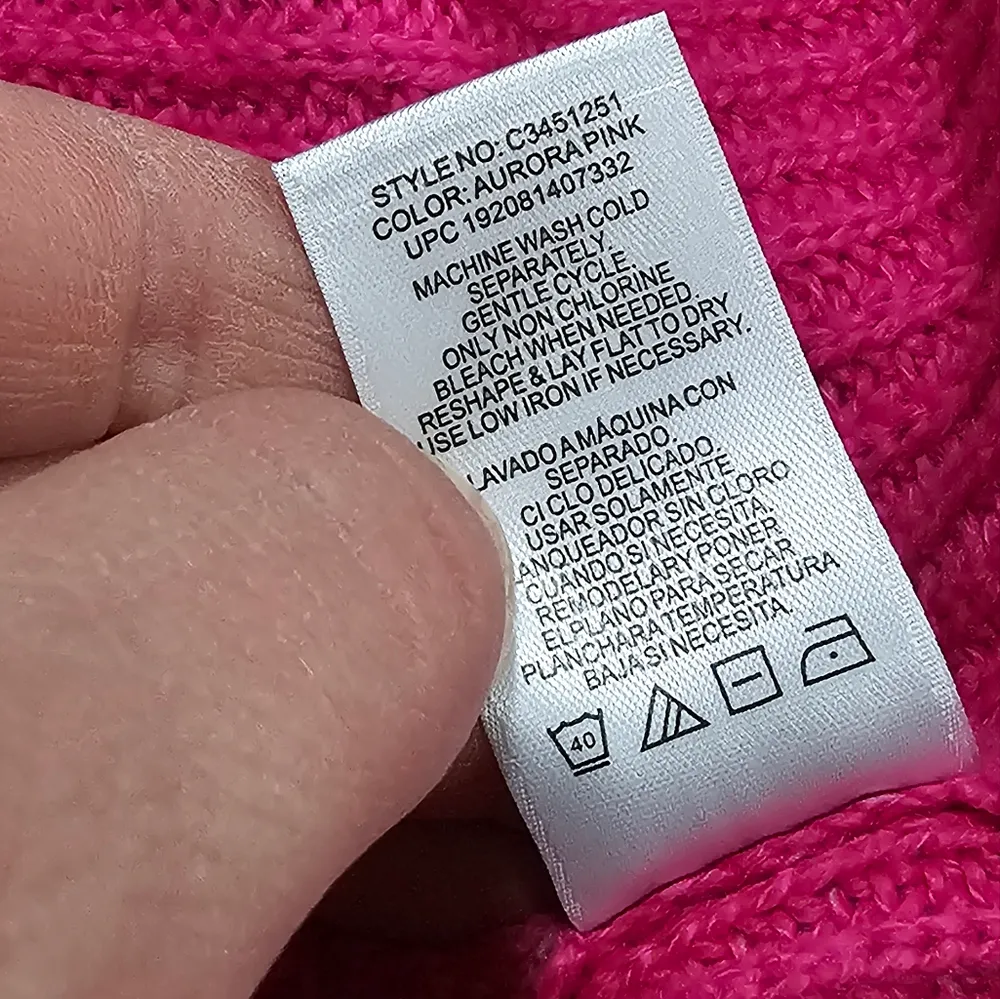 STYLE NO: C3451251
COLOR: AURORA PINK
UPC 192081407332
MACHINE WASH COLD
SEPARATELY.
GENTLE CYCLE.
ONLY NON CHLORINE
BLEACH WHEN NEEDED.
RESHAPE & LAY FLAT TO DRY
USE LOW IRON IF NECESSARY.
LAVADO A MÁQUINA CON
SEPARADO.
CICLO DELICADO.
USAR SOLAMENTE
SIN CLORO
CUANDO SI NECESITA.
REMODELAR Y PONER
EL PLANO PARA SECAR
PLANCHAR A TEMPERATURA
BAJA SI NECESITA.
40